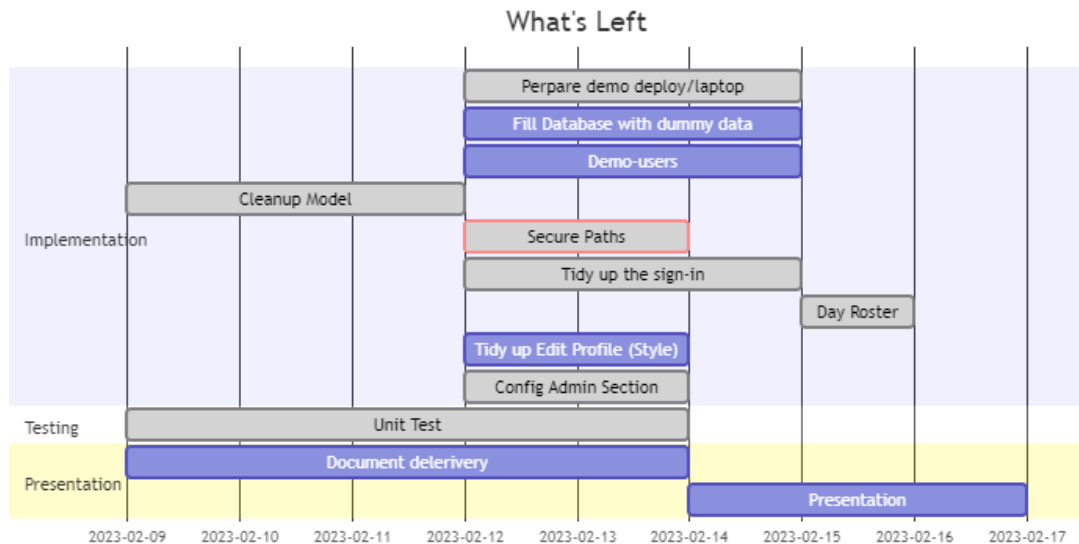 What's Left
Perpare demo deploy/laptop
Fill Database with dummy data
Demo-users
Cleanup Model
Implementation
Secure Paths
Tidy up the sign-in
Day Roster
Tidy up Edit Profile (Style)
Config Admin Section
Testing
Unit Test
Document delerivery
Presentation
Presentation
2023-02-09
2023-02-10
2023-02-11
2023-02-12
2023-02-13
2023-02-14
2023-02-15
2023-02-16
2023-02-17